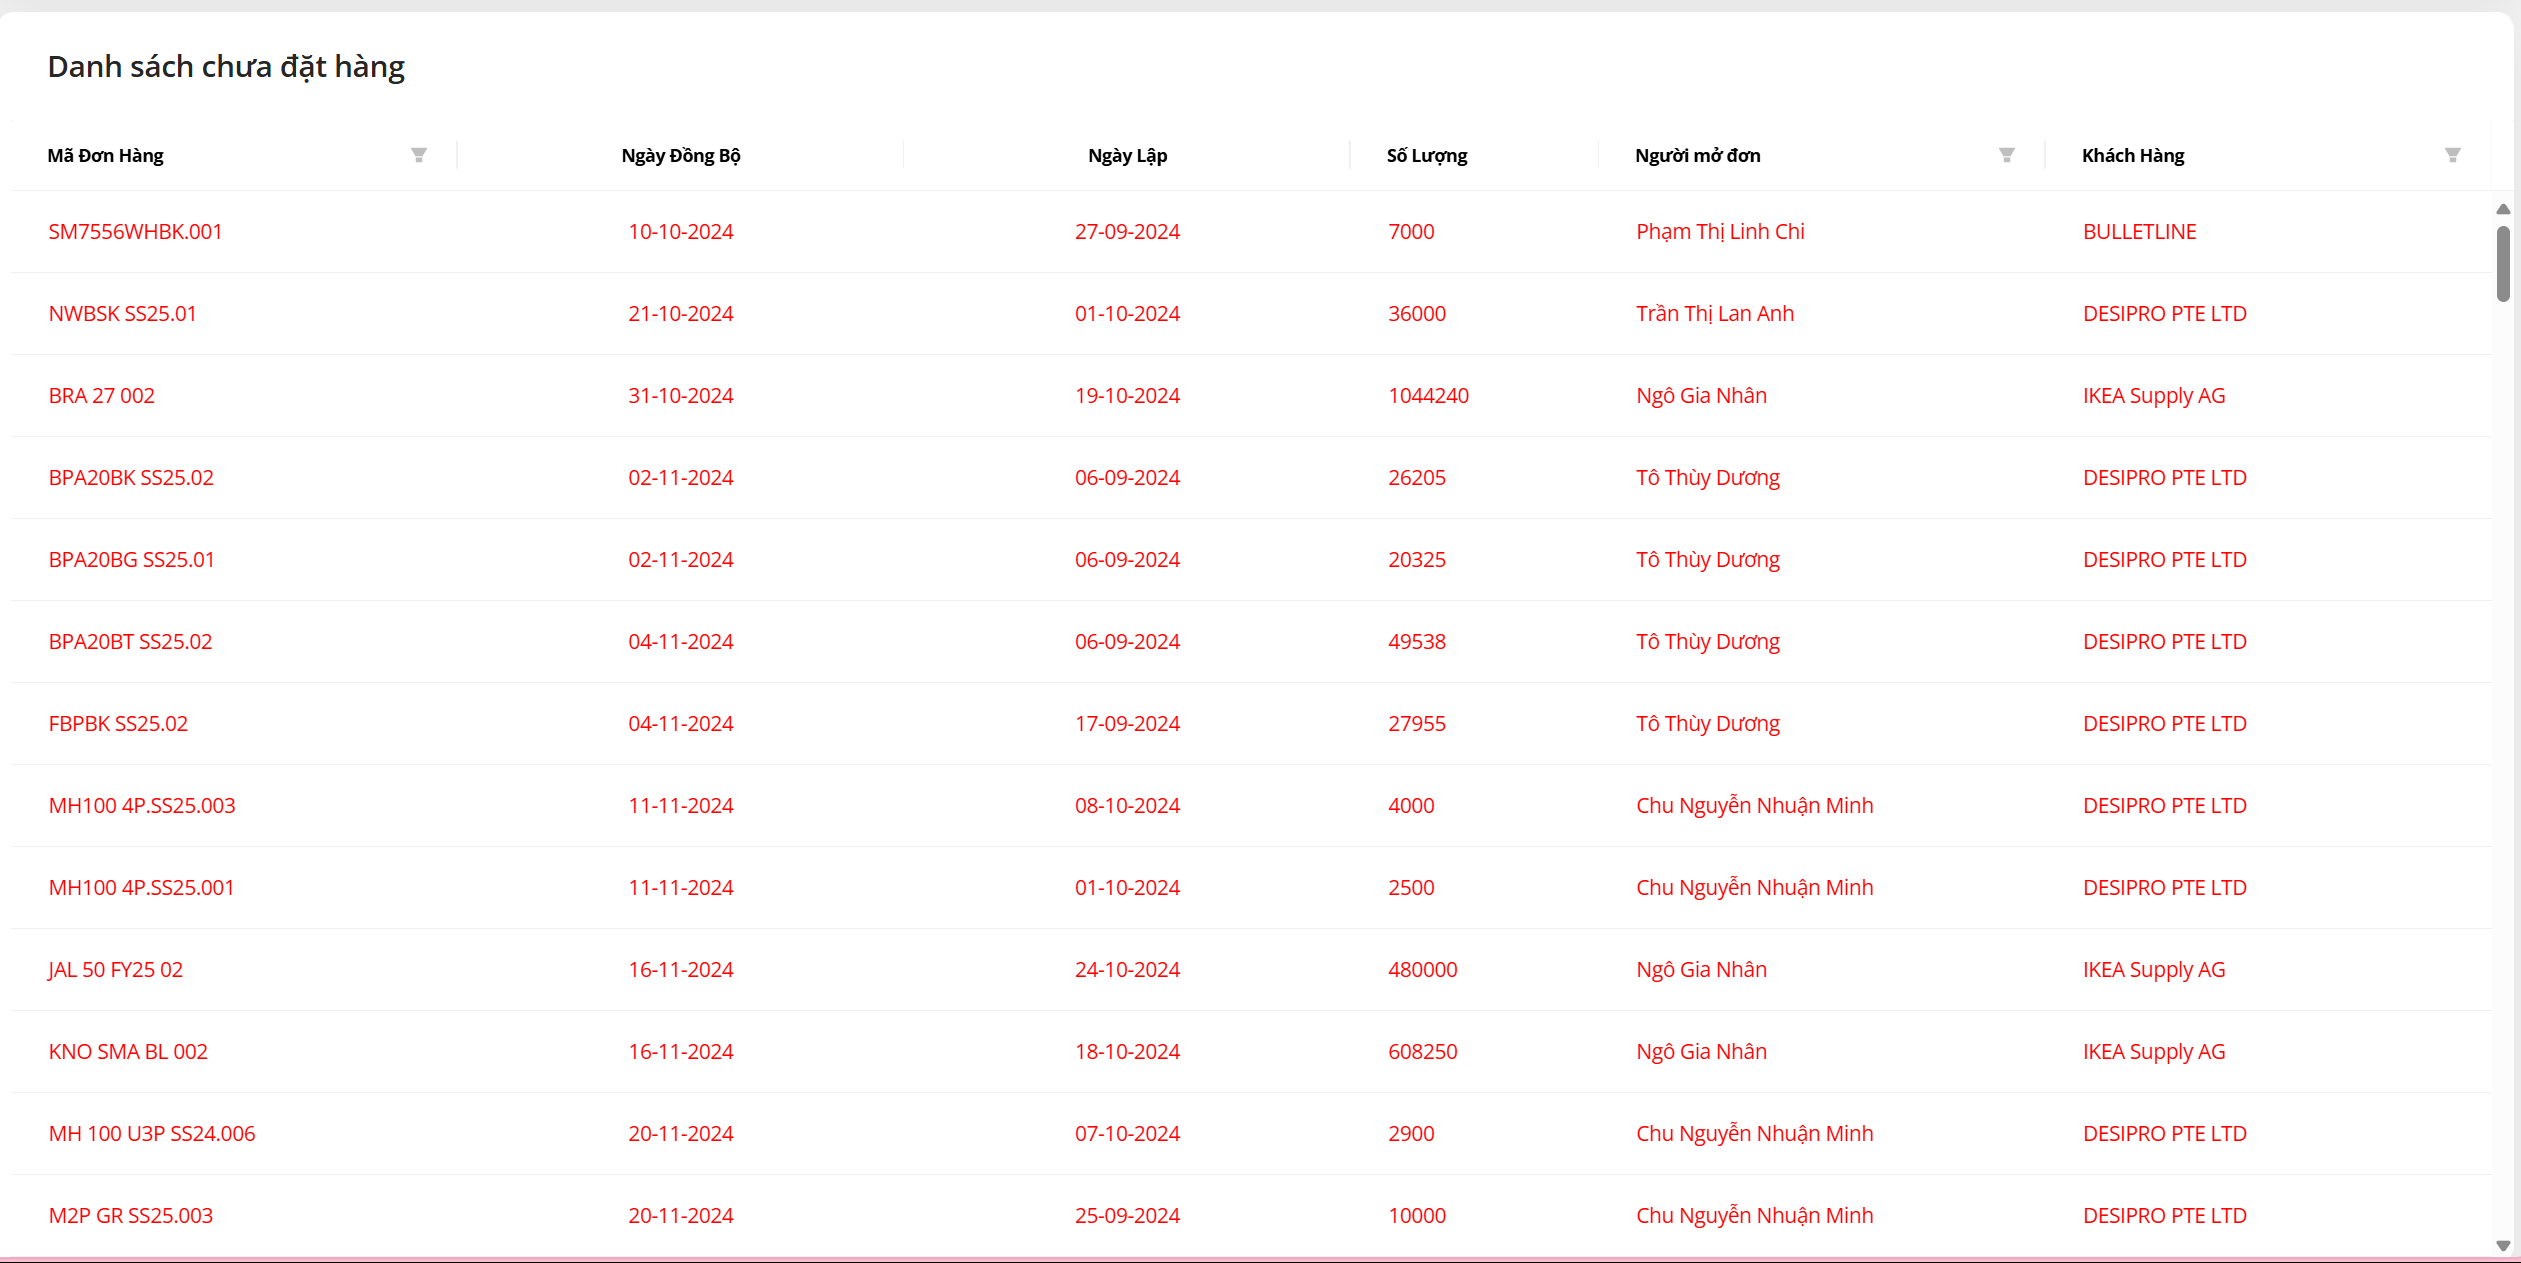 Danh sách chưa đặt hàng
Mã Đơn Hàng Ngày Đồng Bộ Ngày Lập Số Lượng Người mở đơn Khách Hàng
SM7556WHBK.001 10-10-2024 27-09-2024 7000 Phạm Thị Linh Chi BULLETLINE
NWBSK SS25.01 21-10-2024 01-10-2024 36000 Trần Thị Lan Anh DESIPRO PTE LTD
BRA 27 002 31-10-2024 19-10-2024 1044240 Ngô Gia Nhân IKEA Supply AG
BPA20BK SS25.02 02-11-2024 06-09-2024 26205 Tô Thùy Dương DESIPRO PTE LTD
BPA20BG SS25.01 02-11-2024 06-09-2024 20325 Tô Thùy Dương DESIPRO PTE LTD
BPA20BT SS25.02 04-11-2024 06-09-2024 49538 Tô Thùy Dương DESIPRO PTE LTD
FBPBK SS25.02 04-11-2024 17-09-2024 27955 Tô Thùy Dương DESIPRO PTE LTD
MH100 4P.SS25.003 11-11-2024 08-10-2024 4000 Chu Nguyễn Nhuận Minh DESIPRO PTE LTD
MH100 4P.SS25.001 11-11-2024 01-10-2024 2500 Chu Nguyễn Nhuận Minh DESIPRO PTE LTD
JAL 50 FY25 02 16-11-2024 24-10-2024 480000 Ngô Gia Nhân IKEA Supply AG
KNO SMA BL 002 16-11-2024 18-10-2024 608250 Ngô Gia Nhân IKEA Supply AG
MH 100 U3P SS24.006 20-11-2024 07-10-2024 2900 Chu Nguyễn Nhuận Minh DESIPRO PTE LTD
M2P GR SS25.003 20-11-2024 25-09-2024 10000 Chu Nguyễn Nhuận Minh DESIPRO PTE LTD